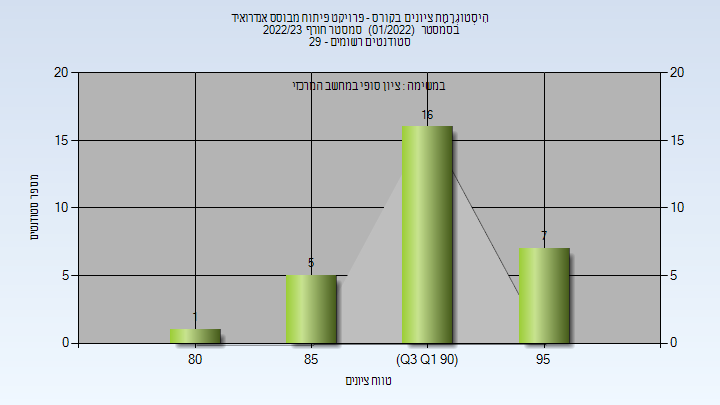 היסטוגרמת ציונים בקורס - פרויקט פיתוח מבוסס אנדרואיד
בסמסטר (01/2022) סמסטר חורף 2022/23
סטודנטים רשומים - 29
במשימה : ציון סופי במחשב המרכזי
20
20
15
15
10
10
5
5
0
0
1
5
16
7
80
85
(Q3 Q1 90)
95
מספר סטודנטים
טווח ציונים